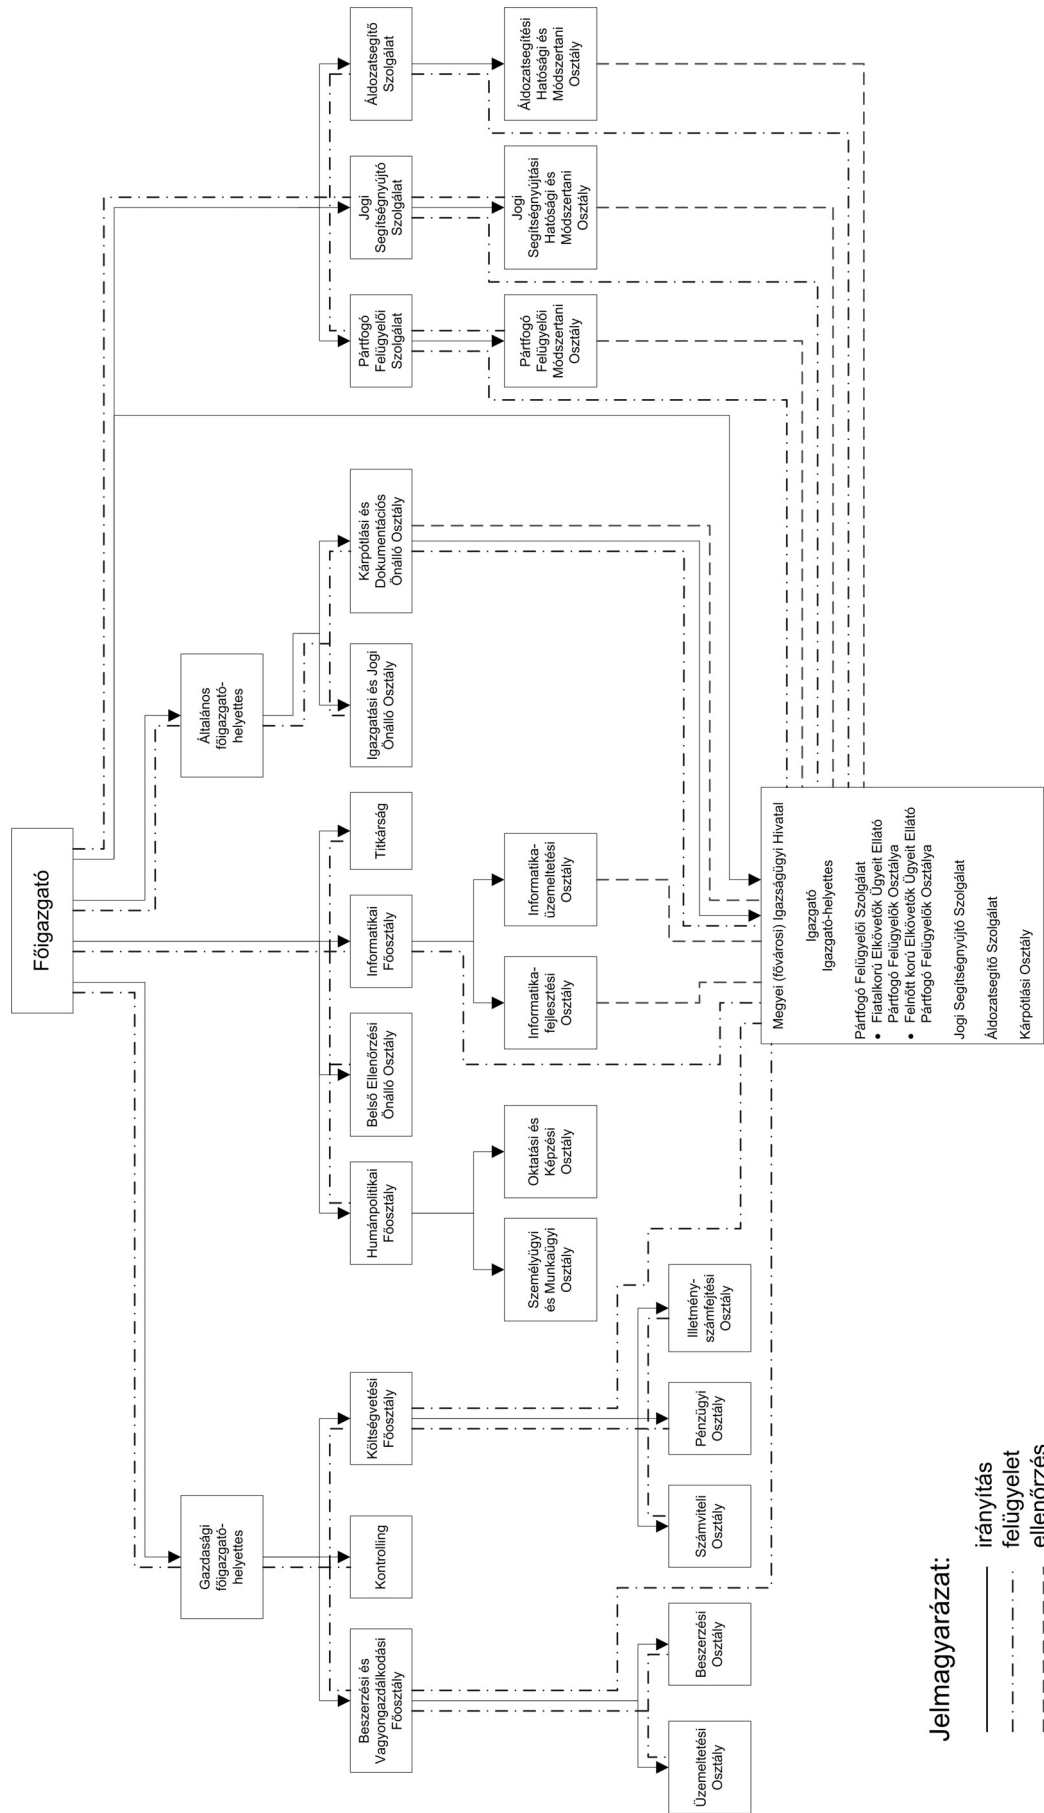 Főigazgató
Gazdasági
főigazgató-
helyettes
Általános
főigazgató-
helyettes
Beszerzési és
Vagyongazdálkodási
Főosztály
Kontrolling
Költségvetési
Főosztály
Humánpolitikai
Főosztály
Belső Ellenőrzési
Önálló Osztály
Informatikai
Főosztály
Titkárság
Igazgatási és Jogi
Önálló Osztály
Kárpótlási és
Dokumentációs
Önálló Osztály
Pártfogó
Felügyelői
Szolgálat
Jogi
Segítségnyújtó
Szolgálat
Áldozatsegítő
Szolgálat
Személyügyi
és Munkaügyi
Osztály
Oktatási és
Képzési
Osztály
Informatika-
fejlesztési
Osztály
Informatika-
üzemeltetési
Osztály
Pártfogó
Felügyelői
Módszertani
Osztály
Jogi
Segítségnyújtási
Hatósági és
Módszertani
Osztály
Áldozatsegítési
Hatósági és
Módszertani
Osztály
Üzemeltetési
Osztály
Beszerzési
Osztály
Számviteli
Osztály
Pénzügyi
Osztály
Illetmény-
számfejtési
Osztály
Megyei (fővárosi) Igazságügyi Hivatal
Igazgató
Igazgató-helyettes
Pártfogó Felügyelői Szolgálat
• Fiatalkorú Elkövetők Ügyeit Ellátó
Pártfogó Felügyelők Osztálya
• Felnőtt korú Elkövetők Ügyeit Ellátó
Pártfogó Felügyelők Osztálya
Jogi Segítségnyújtó Szolgálat
Áldozatsegítő Szolgálat
Kárpótlási Osztály
Jelmagyarázat:
irányítás
felügyelet
ellenőrzés